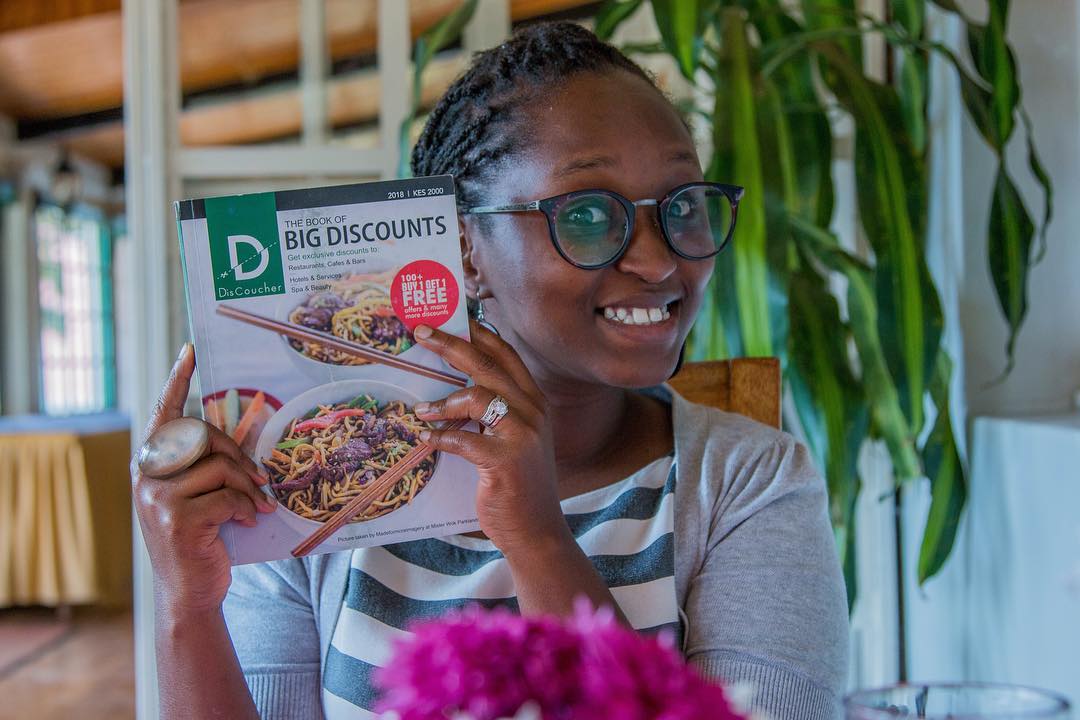 2018 | KES 2000
THE BOOK OF
BIG DISCOUNTS
Get exclusive discounts to:
Restaurants, Cafes & Bars
Hotels & Services
Spa & Beauty
D
DisCoucher
100+
BUY 1 GET 1
FREE
offers & many
more discounts
Picture taken by Madeformoreimagery at Mister Wok Parklands